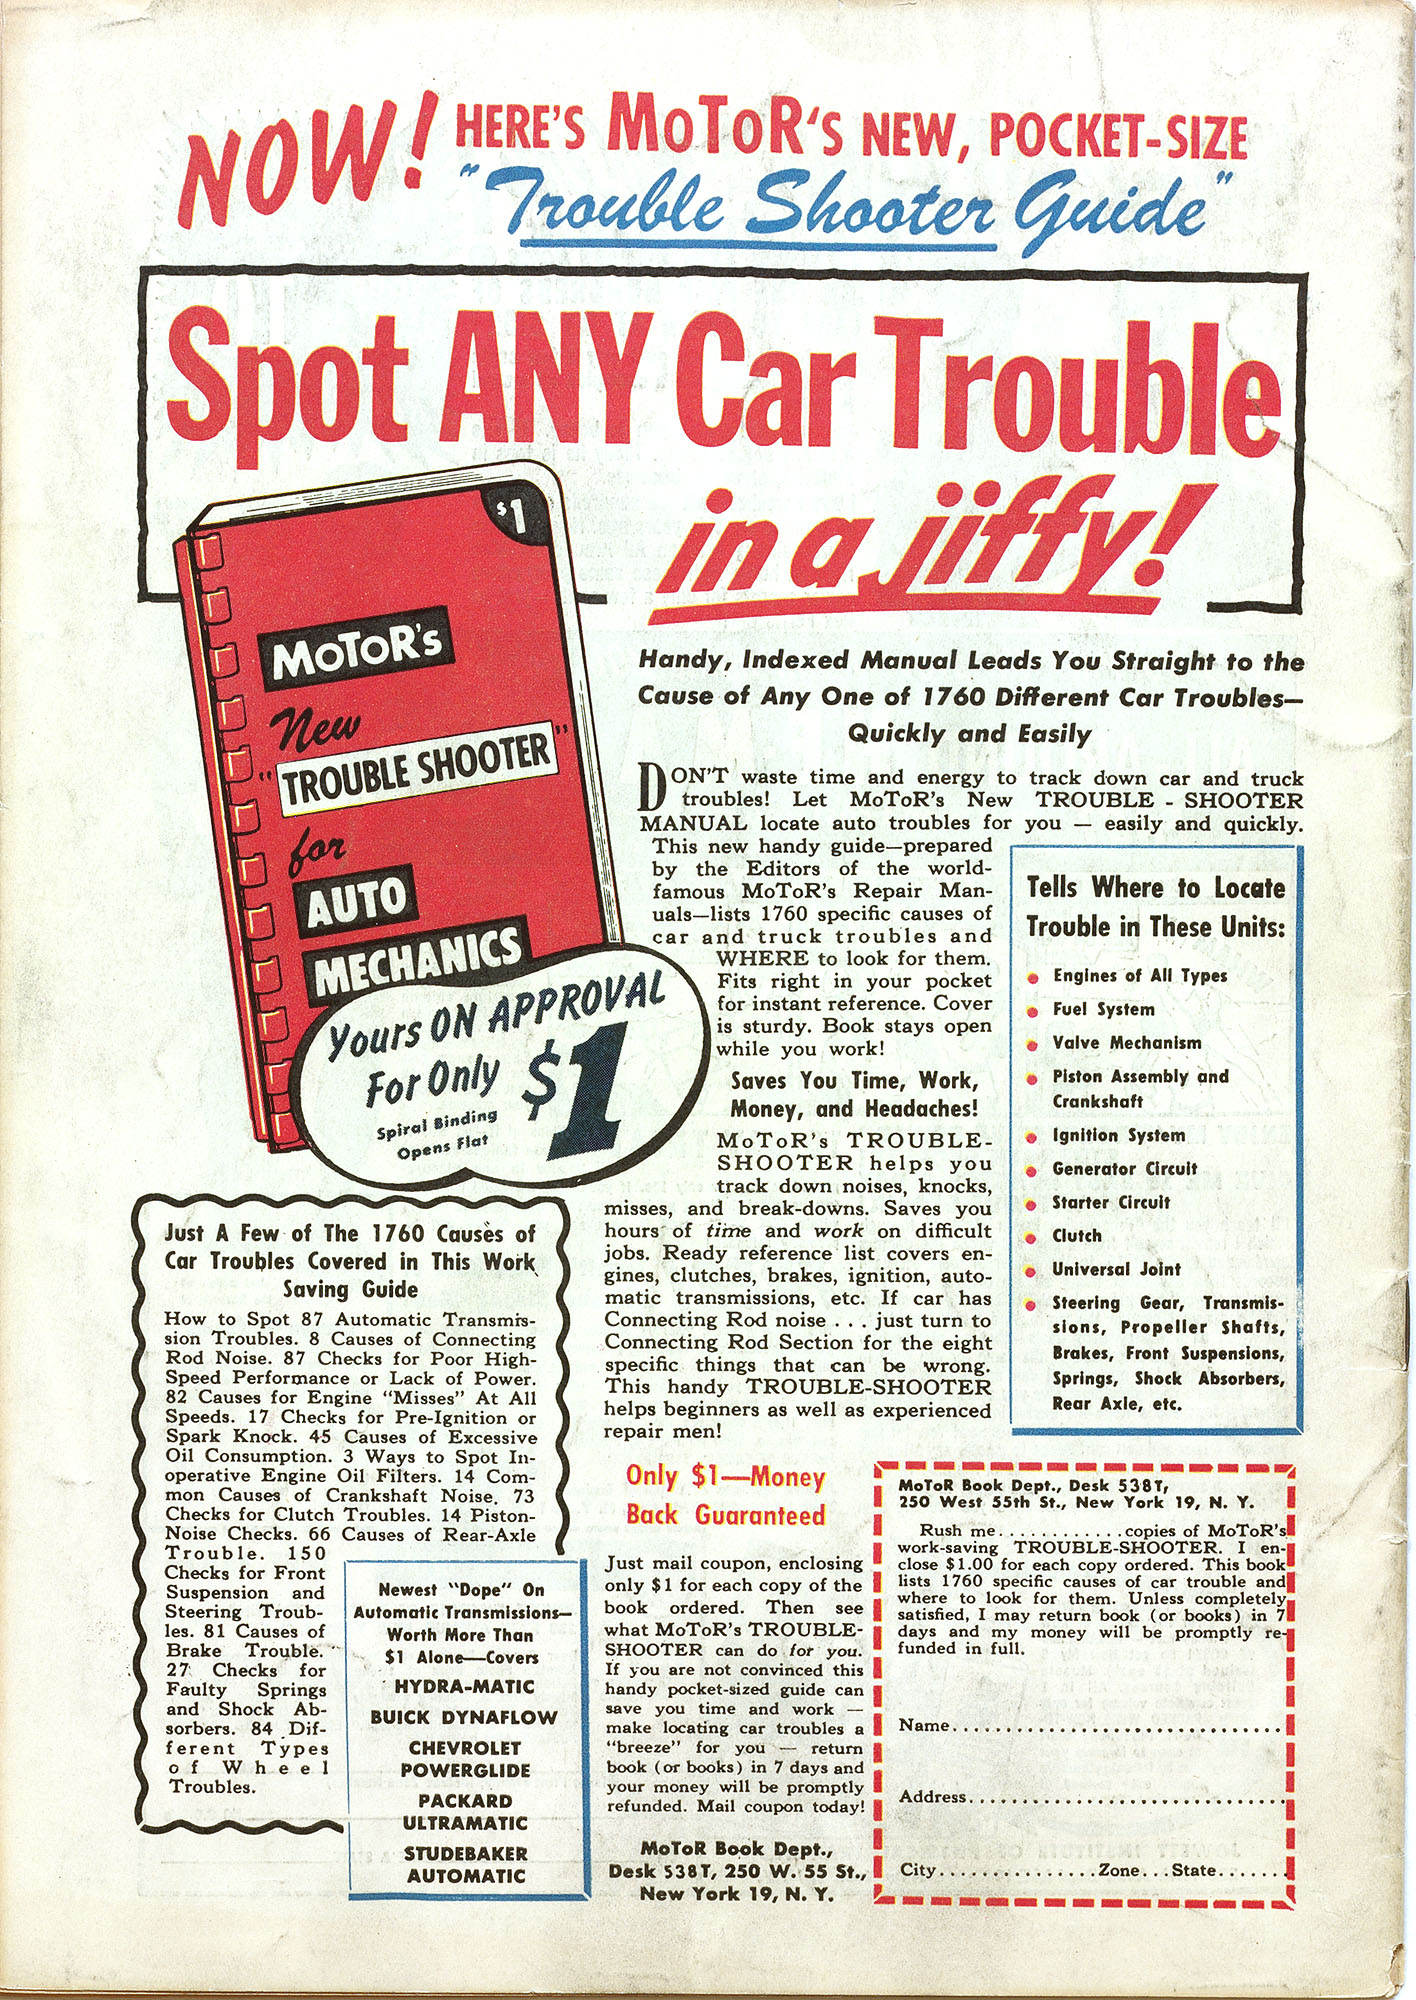 NOW! HERE'S MoToR'S NEW, POCKET-SIZE
"Trouble Shooter Guide"
Spot ANY Car Trouble
in a jiffy!
$1
MoToR's
New
"TROUBLE SHOOTER"
for
AUTO
MECHANICS
Yours ON APPROVAL
For Only $1
Spiral Binding
Opens Flat
Handy, Indexed Manual Leads You Straight to the
Cause of Any One of 1760 Different Car Troubles—
Quickly and Easily
DON'T waste time and energy to track down car and truck
troubles! Let MoToR's New TROUBLE - SHOOTER
MANUAL locate auto troubles for you — easily and quickly.
This new handy guide—prepared
by the Editors of the world-
famous MoToR's Repair Man-
uals—lists 1760 specific causes of
car and truck troubles and
WHERE to look for them.
Fits right in your pocket
for instant reference. Cover
is sturdy. Book stays open
while you work!
Saves You Time, Work,
Money, and Headaches!
MoToR's TROUBLE-
SHOOTER helps you
track down noises, knocks,
misses, and break-downs. Saves you
hours of time and work on difficult
jobs. Ready reference list covers en-
gines, clutches, brakes, ignition, auto-
matic transmissions, etc. If car has
Connecting Rod noise . . . just turn to
Connecting Rod Section for the eight
specific things that can be wrong.
This handy TROUBLE-SHOOTER
helps beginners as well as experienced
repair men!
Tells Where to Locate
Trouble in These Units:
• Engines of All Types
• Fuel System
• Valve Mechanism
• Piston Assembly and
Crankshaft
• Ignition System
• Generator Circuit
• Starter Circuit
• Clutch
• Universal Joint
• Steering Gear, Transmis-
sions, Propeller Shafts,
Brakes, Front Suspensions,
Springs, Shock Absorbers,
Rear Axle, etc.
Just A Few of The 1760 Causes of
Car Troubles Covered in This Work
Saving Guide
How to Spot 87 Automatic Transmis-
sion Troubles. 8 Causes of Connecting
Rod Noise. 87 Checks for Poor High-
Speed Performance or Lack of Power.
82 Causes for Engine "Misses" At All
Speeds. 17 Checks for Pre-Ignition or
Spark Knock. 45 Causes of Excessive
Oil Consumption. 3 Ways to Spot In-
operative Engine Oil Filters. 14 Com-
mon Causes of Crankshaft Noise. 73
Checks for Clutch Troubles. 14 Piston-
Noise Checks. 66 Causes of Rear-Axle
Trouble. 150
Checks for Front
Suspension and
Steering Troub-
les. 81 Causes of
Brake Trouble.
27 Checks for
Faulty Springs
and Shock Ab-
sorbers. 84 Dif-
ferent Types
of Wheel
Troubles.
Newest "Dope" On
Automatic Transmissions—
Worth More Than
$1 Alone—Covers
HYDRA-MATIC
BUICK DYNAFLOW
CHEVROLET
POWERGLIDE
PACKARD
ULTRAMATIC
STUDEBAKER
AUTOMATIC
Only $1—Money
Back Guaranteed
Just mail coupon, enclosing
only $1 for each copy of the
book ordered. Then see
what MoToR's TROUBLE-
SHOOTER can do for you.
If you are not convinced this
handy pocket-sized guide can
save you time and work —
make locating car troubles a
"breeze" for you — return
book (or books) in 7 days and
your money will be promptly
refunded. Mail coupon today!
MoToR Book Dept.,
Desk 538T, 250 W. 55 St.,
New York 19, N. Y.
MoToR Book Dept., Desk 538T,
250 West 55th St., New York 19, N. Y.
Rush me............copies of MoToR's
work-saving TROUBLE-SHOOTER. I en-
close $1.00 for each copy ordered. This book
lists 1760 specific causes of car trouble and
where to look for them. Unless completely
satisfied, I may return book (or books) in 7
days and my money will be promptly re-
funded in full.
Name................................
Address..............................
City...............Zone...State.......